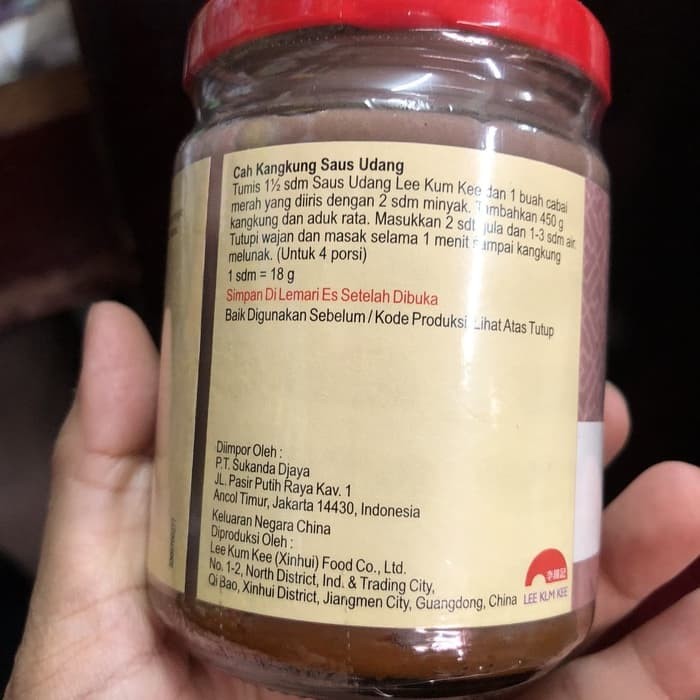 Cah Kangkung Saus Udang
Tumis 1½ sdm Saus Udang Lee Kum Kee dan 1 buah cabai
merah yang diiris dengan 2 sdm minyak. Tambahkan 450 g
kangkung dan aduk rata. Masukkan 2 sdt gula dan 1-3 sdm air.
Tutupi wajan dan masak selama 1 menit sampai kangkung
melunak. (Untuk 4 porsi)
1 sdm = 18 g
Simpan Di Lemari Es Setelah Dibuka
Baik Digunakan Sebelum / Kode Produksi Lihat Atas Tutup
Diimpor Oleh :
P.T. Sukanda Djaya
JL. Pasir Putih Raya Kav. 1
Ancol Timur, Jakarta 14430, Indonesia
Keluaran Negara China
Diproduksi Oleh :
Lee Kum Kee (Xinhui) Food Co., Ltd.
No. 1-2, North District, Ind. & Trading City,
Qi Bao, Xinhui District, Jiangmen City, Guangdong, China
李錦記
LEE KUM KEE